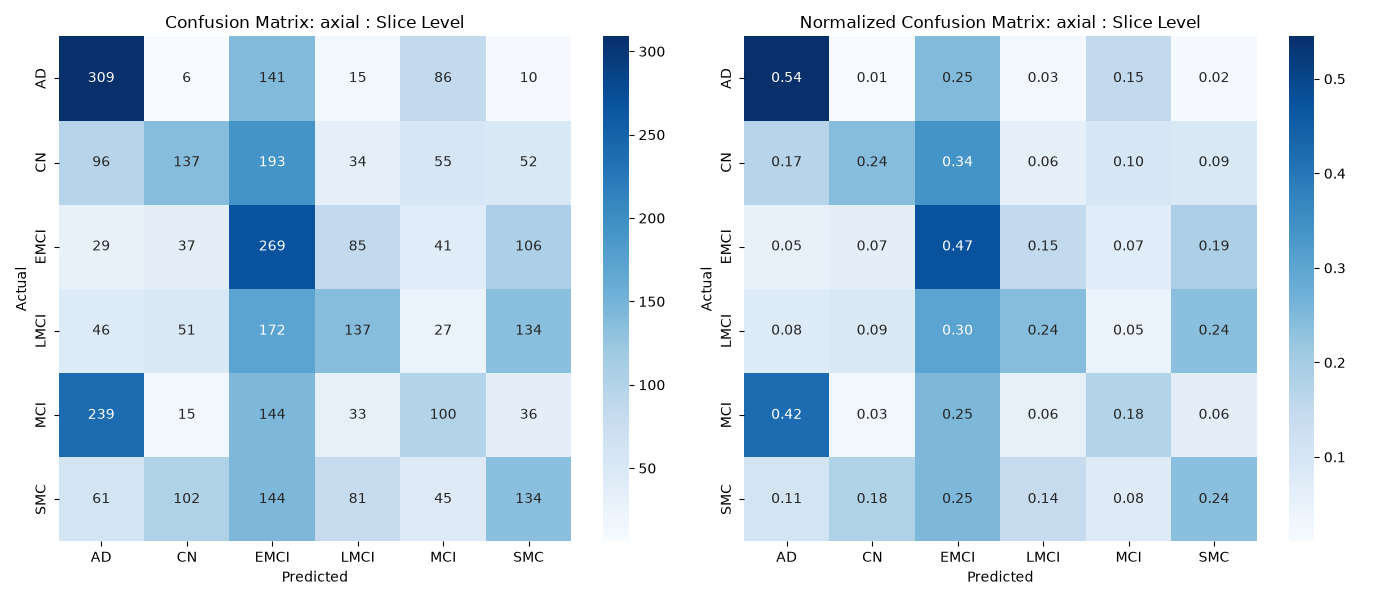 Confusion Matrix: axial : Slice Level
AD 309 6 141 15 86 10
CN 96 137 193 34 55 52
EMCI 29 37 269 85 41 106
LMCI 46 51 172 137 27 134
MCI 239 15 144 33 100 36
SMC 61 102 144 81 45 134
AD CN EMCI LMCI MCI SMC
Predicted
Actual
300
250
200
150
100
50
Normalized Confusion Matrix: axial : Slice Level
AD 0.54 0.01 0.25 0.03 0.15 0.02
CN 0.17 0.24 0.34 0.06 0.10 0.09
EMCI 0.05 0.07 0.47 0.15 0.07 0.19
LMCI 0.08 0.09 0.30 0.24 0.05 0.24
MCI 0.42 0.03 0.25 0.06 0.18 0.06
SMC 0.11 0.18 0.25 0.14 0.08 0.24
AD CN EMCI LMCI MCI SMC
Predicted
Actual
0.5
0.4
0.3
0.2
0.1